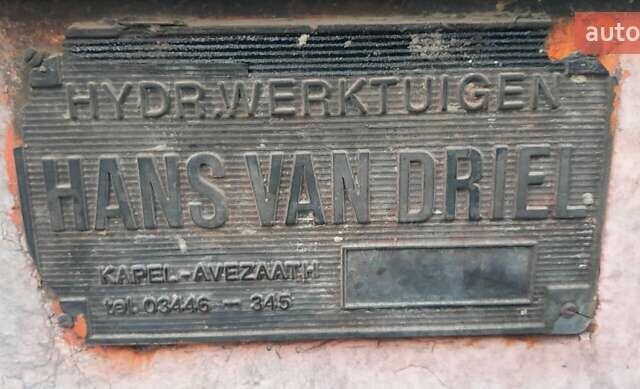 auto
HYDR.WERKTUIGEN
HANS VAN DRIEL
KAPEL-AVEZAATH
tel. 03446 - 345